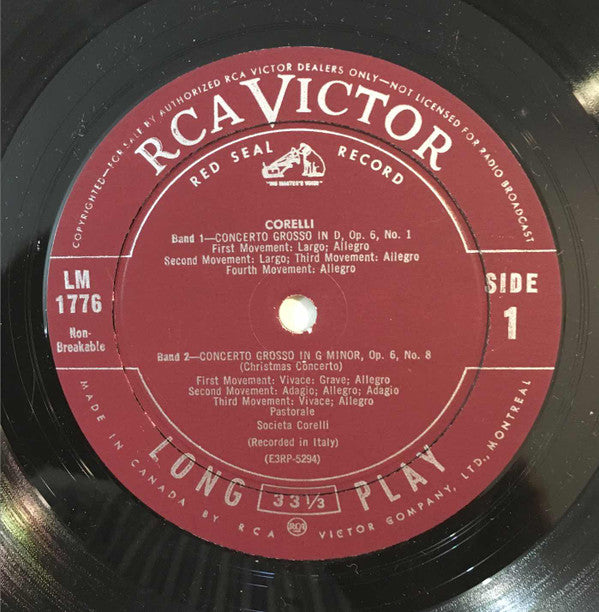 COPYRIGHTED—FOR SALE BY AUTHORIZED RCA VICTOR DEALERS ONLY—NOT LICENSED FOR RADIO BROADCAST
RCA VICTOR
RED SEAL RECORD
"HIS MASTER'S VOICE"
CORELLI
Band 1—CONCERTO GROSSO IN D, Op. 6, No. 1
First Movement: Largo; Allegro
Second Movement: Largo; Third Movement: Allegro
Fourth Movement: Allegro
LM
1776
Non-
Breakable
SIDE
1
Band 2—CONCERTO GROSSO IN G MINOR, Op. 6, No. 8
(Christmas Concerto)
First Movement: Vivace: Grave; Allegro
Second Movement: Adagio; Allegro; Adagio
Third Movement: Vivace; Allegro
Pastorale
Societa Corelli
(Recorded in Italy)
(E3RP-5294)
LONG 33 1/3 PLAY
MADE IN CANADA BY RCA VICTOR COMPANY, LTD., MONTREAL
RCA